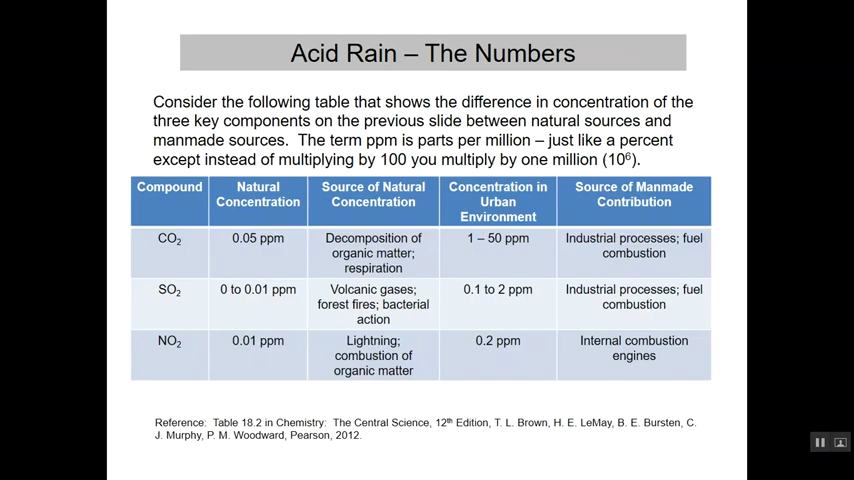 Acid Rain – The Numbers
Consider the following table that shows the difference in concentration of the
three key components on the previous slide between natural sources and
manmade sources. The term ppm is parts per million – just like a percent
except instead of multiplying by 100 you multiply by one million (10⁶).
Compound
Natural
Concentration
Source of Natural
Concentration
Concentration in
Urban
Environment
Source of Manmade
Contribution
CO₂
0.05 ppm
Decomposition of
organic matter;
respiration
1 – 50 ppm
Industrial processes; fuel
combustion
SO₂
0 to 0.01 ppm
Volcanic gases;
forest fires; bacterial
action
0.1 to 2 ppm
Industrial processes; fuel
combustion
NO₂
0.01 ppm
Lightning;
combustion of
organic matter
0.2 ppm
Internal combustion
engines
Reference: Table 18.2 in Chemistry: The Central Science, 12th Edition, T. L. Brown, H. E. LeMay, B. E. Bursten, C.
J. Murphy, P. M. Woodward, Pearson, 2012.